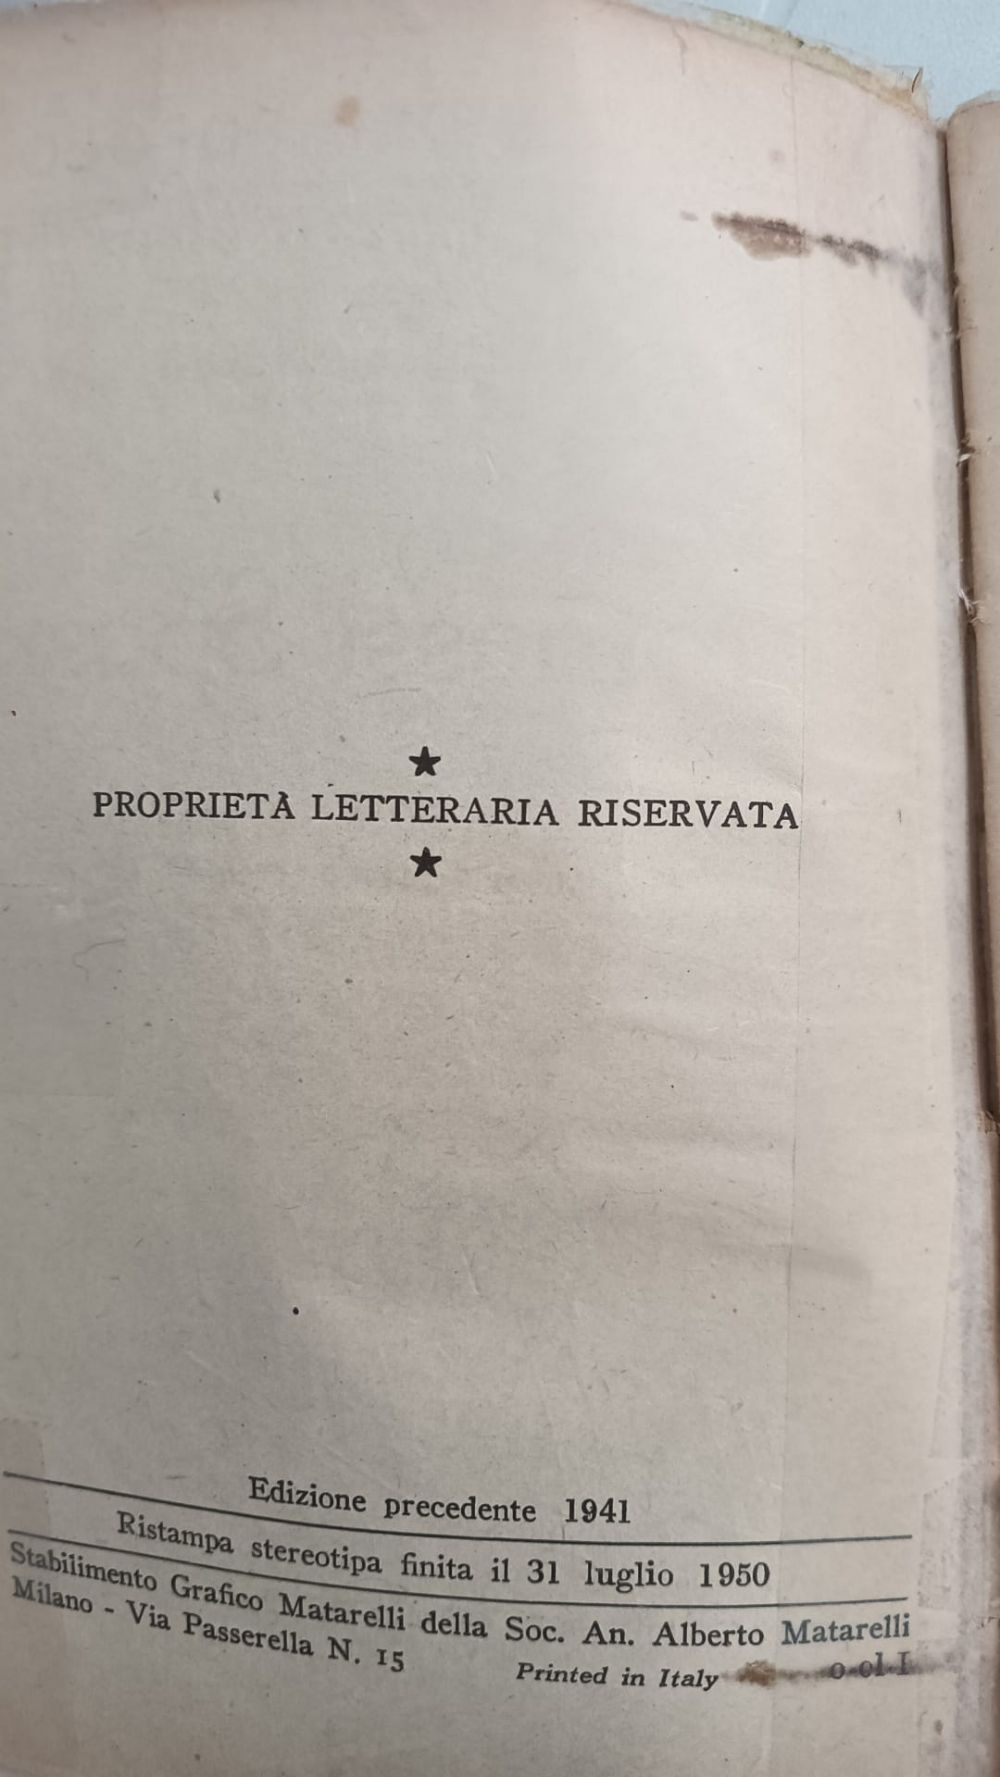 ★
PROPRIETÀ LETTERARIA RISERVATA
★
Edizione precedente 1941
Ristampa stereotipa finita il 31 luglio 1950
Stabilimento Grafico Matarelli della Soc. An. Alberto Matarelli
Milano - Via Passerella N. 15
Printed in Italy